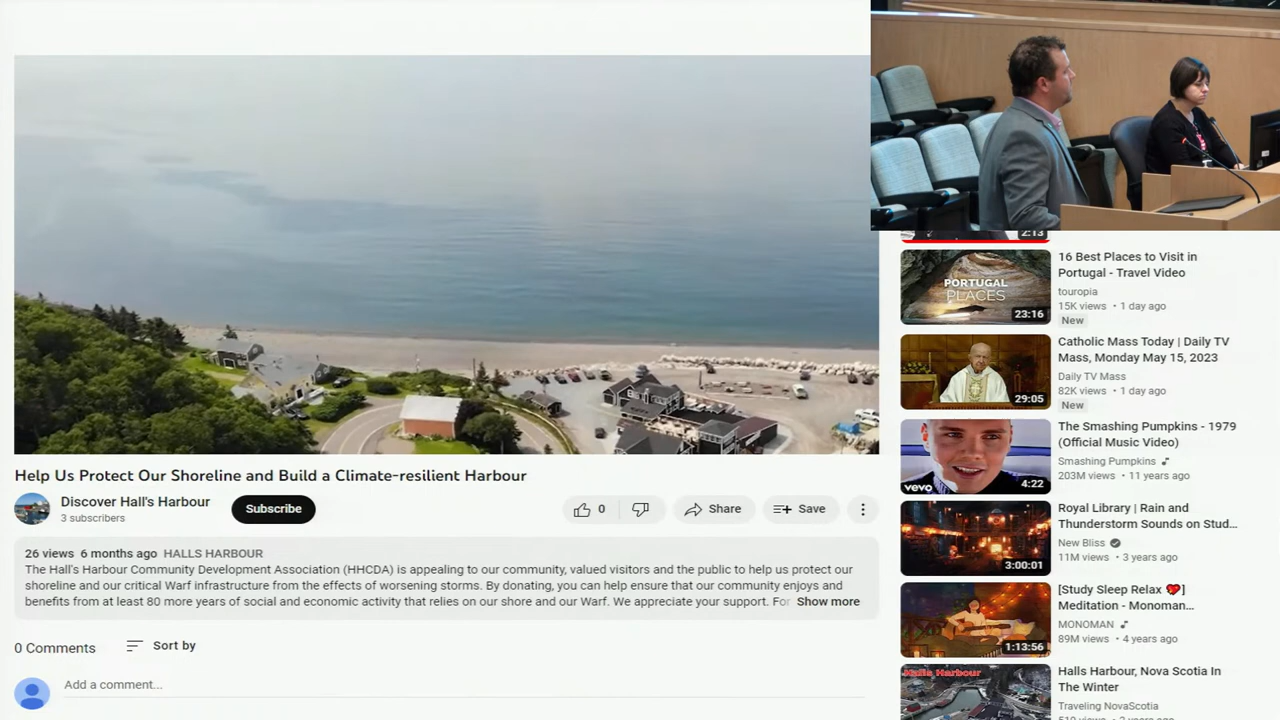 Help Us Protect Our Shoreline and Build a Climate-resilient Harbour
Discover Hall's Harbour
3 subscribers
Subscribe
0
Share
Save
26 views 6 months ago HALLS HARBOUR
The Hall's Harbour Community Development Association (HHCDA) is appealing to our community, valued visitors and the public to help us protect our
shoreline and our critical Warf infrastructure from the effects of worsening storms. By donating, you can help ensure that our community enjoys and
benefits from at least 80 more years of social and economic activity that relies on our shore and our Warf. We appreciate your support. For Show more
0 Comments
Sort by
Add a comment...
2:13
PORTUGAL
PLACES
23:16
16 Best Places to Visit in
Portugal - Travel Video
touropia
15K views • 1 day ago
New
29:05
Catholic Mass Today | Daily TV
Mass, Monday May 15, 2023
Daily TV Mass
82K views • 1 day ago
New
vevo
4:22
The Smashing Pumpkins - 1979
(Official Music Video)
Smashing Pumpkins
203M views • 11 years ago
3:00:01
Royal Library | Rain and
Thunderstorm Sounds on Stud...
New Bliss
11M views • 3 years ago
1:13:56
[Study Sleep Relax 💖]
Meditation - Monoman...
MONOMAN
89M views • 4 years ago
Halls Harbour
Halls Harbour, Nova Scotia In
The Winter
Traveling NovaScotia